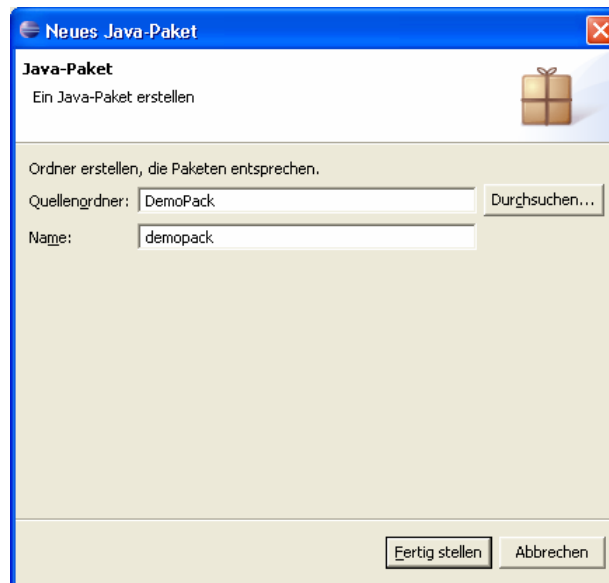 Neues Java-Paket
Java-Paket
Ein Java-Paket erstellen
Ordner erstellen, die Paketen entsprechen.
Quellenordner: DemoPack Durchsuchen...
Name: demopack
Fertig stellen Abbrechen